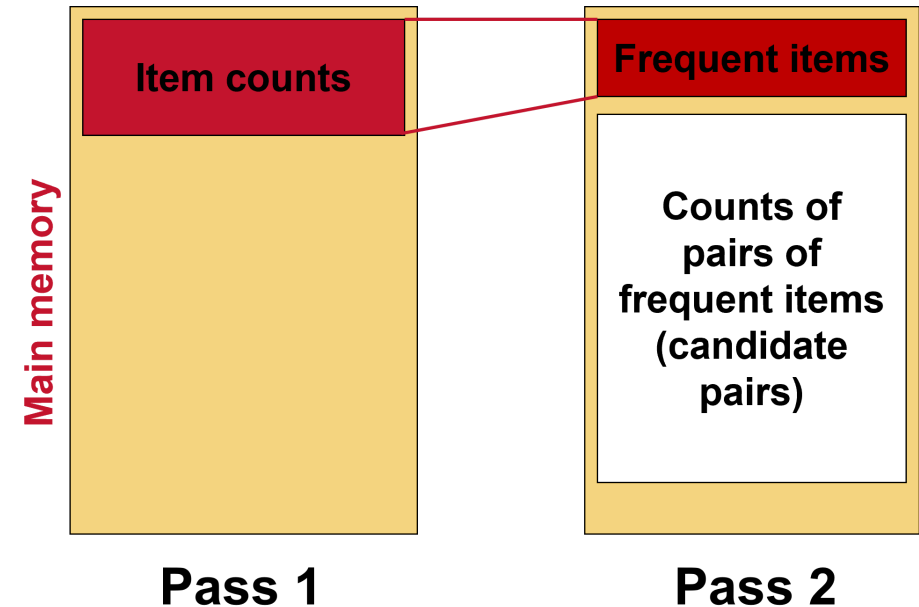 Main memory
Item counts
Frequent items
Counts of
pairs of
frequent items
(candidate
pairs)
Pass 1
Pass 2